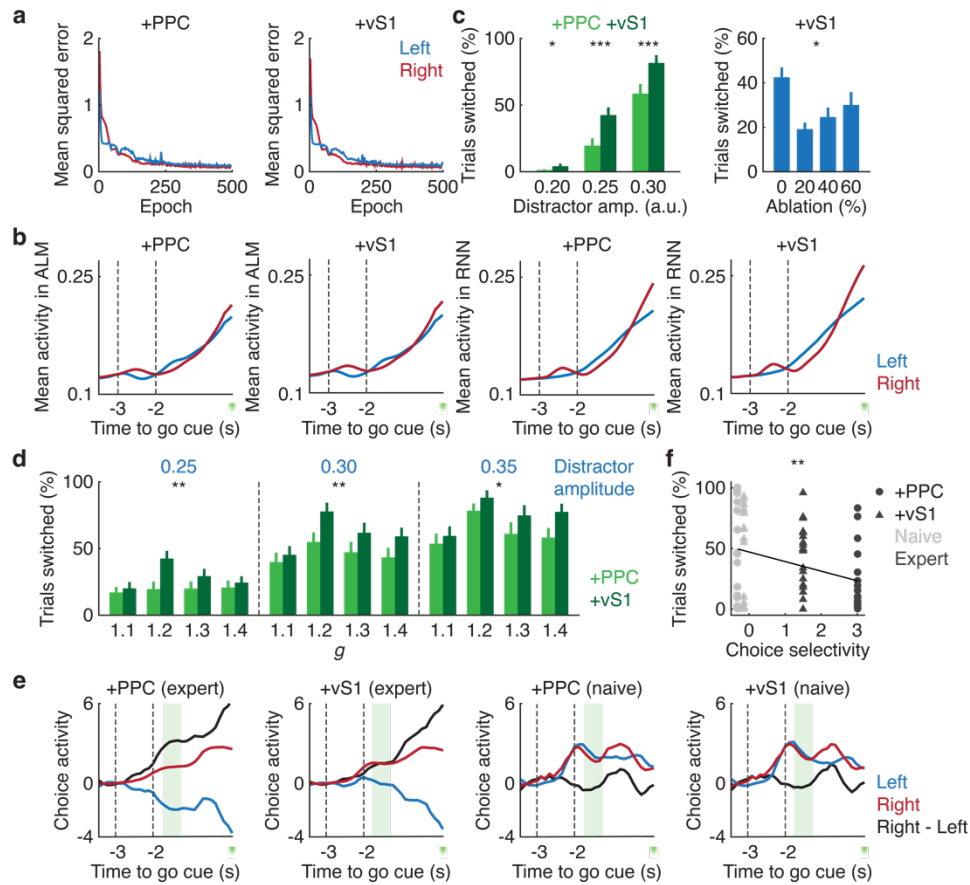 a
+PPC
+vS1
Mean squared error
2
1
0
0
500
Epoch
Mean squared error
2
1
0
0
500
Epoch
Left
Right
c
+PPC +vS1
Trials switched (%)
100
50
0
*
***
***
0.20 0.25 0.30
Distractor amp. (a.u.)
Trials switched (%)
60
40
20
0
*
0 20 40 60
Ablation (%)
b
+PPC
+vS1
+PPC
+vS1
Mean activity in ALM
0.25
0.1
-3 -2
Time to go cue (s)
Mean activity in ALM
0.25
0.1
-3 -2
Time to go cue (s)
Mean activity in RNN
0.25
0.1
-3 -2
Time to go cue (s)
Mean activity in RNN
0.25
0.1
-3 -2
Time to go cue (s)
Left
Right
d
Trials switched (%)
100
50
0
0.25
0.30
0.35
Distractor
amplitude
**
**
*
+PPC
+vS1
1.1 1.2 1.3 1.4 1.1 1.2 1.3 1.4 1.1 1.2 1.3 1.4
g
f
**
Trials switched (%)
100
50
0
0 1 2 3
Choice selectivity
+PPC
+vS1
Naive
Expert
e
+PPC (expert)
+vS1 (expert)
+PPC (naive)
+vS1 (naive)
Choice activity
6
0
-4
-3 -2
Time to go cue (s)
Choice activity
6
0
-4
-3 -2
Time to go cue (s)
Choice activity
6
0
-4
-3 -2
Time to go cue (s)
Choice activity
6
0
-4
-3 -2
Time to go cue (s)
Left
Right
Right - Left